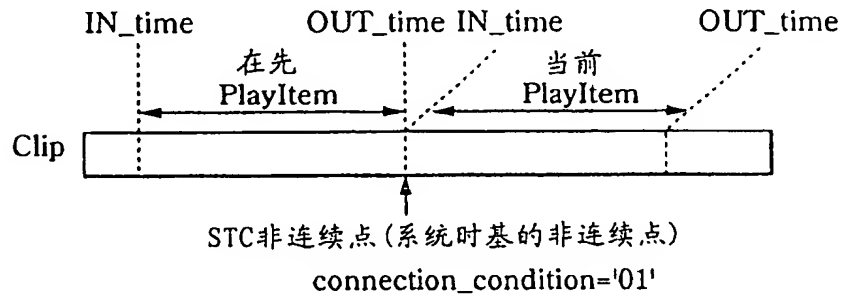 IN_time OUT_time IN_time OUT_time
在先 当前
PlayItem PlayItem
Clip
STC非连续点(系统时基的非连续点)
connection_condition='01'